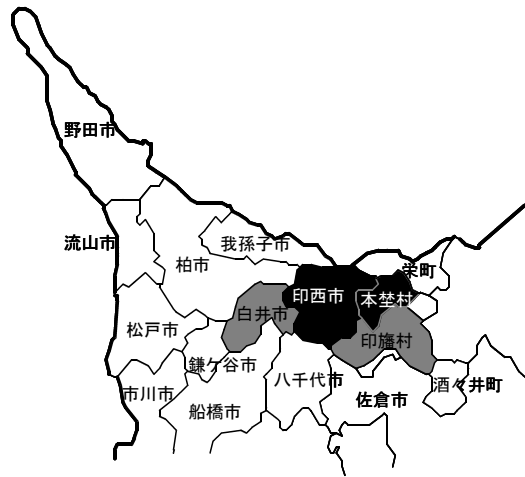 野田市
流山市
我孫子市
栄町
柏市
印西市
本埜村
白井市
松戸市
印旛村
鎌ケ谷市
八千代市
酒々井町
市川市
船橋市
佐倉市